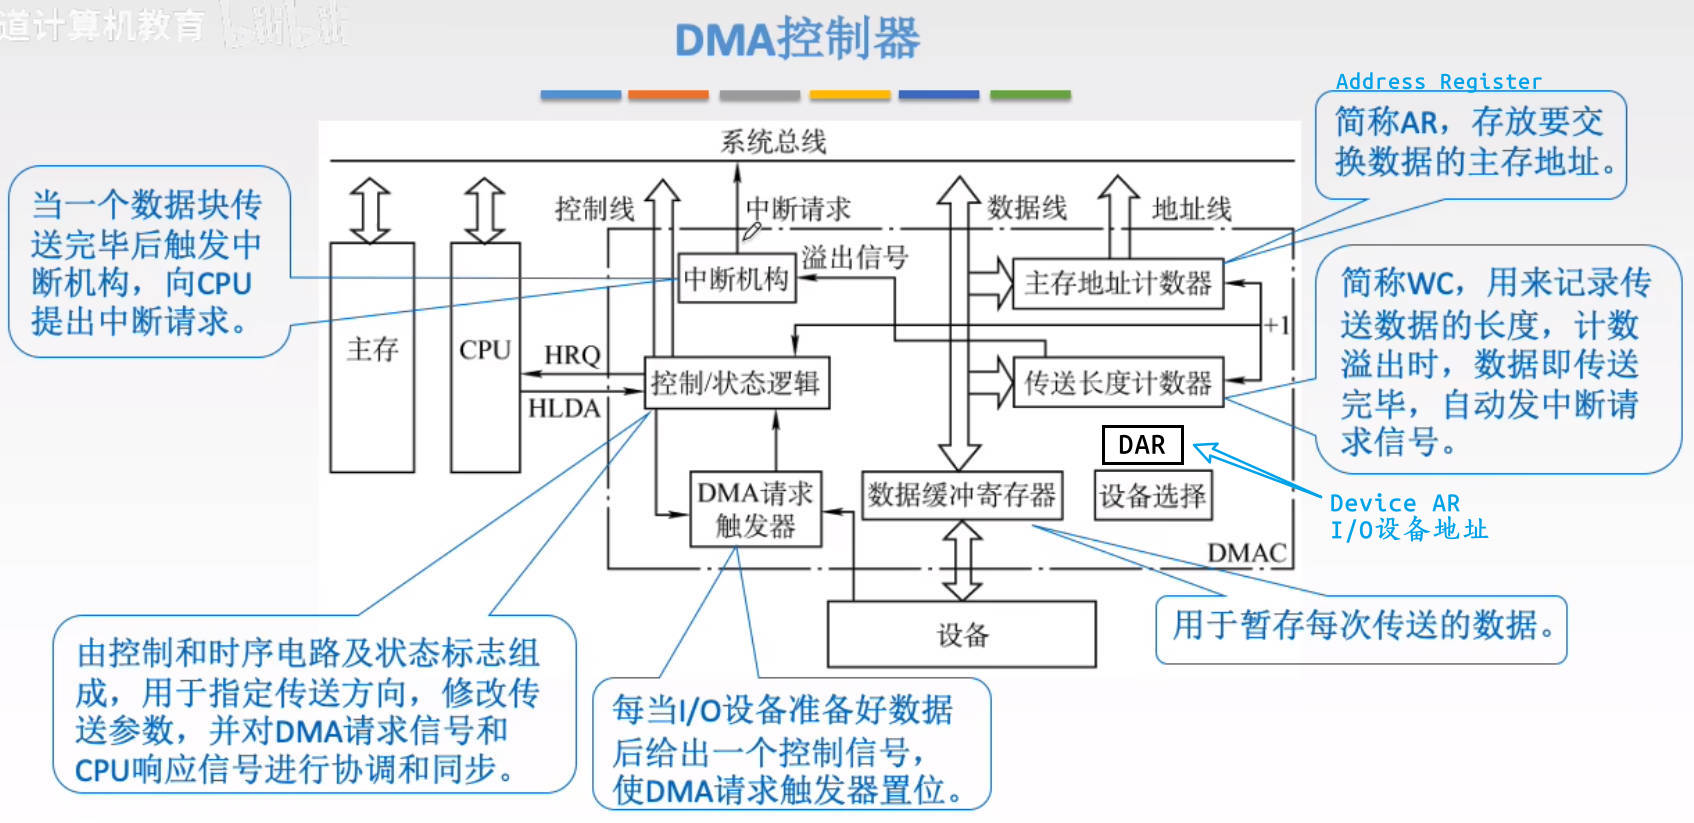 道计算机教育 bilibili
DMA控制器
Address Register
简称AR，存放要交
换数据的主存地址。
系统总线
当一个数据块传
送完毕后触发中
断机构，向CPU
提出中断请求。
控制线
中断请求
数据线
地址线
溢出信号
中断机构
主存地址计数器
简称WC，用来记录传
送数据的长度，计数
溢出时，数据即传送
完毕，自动发中断请
求信号。
+1
主存
CPU
HRQ
HLDA
控制/状态逻辑
传送长度计数器
DAR
DMA请求
触发器
数据缓冲寄存器
设备选择
Device AR
I/O设备地址
DMAC
设备
用于暂存每次传送的数据。
由控制和时序电路及状态标志组
成，用于指定传送方向，修改传
送参数，并对DMA请求信号和
CPU响应信号进行协调和同步。
每当I/O设备准备好数据
后给出一个控制信号，
使DMA请求触发器置位。